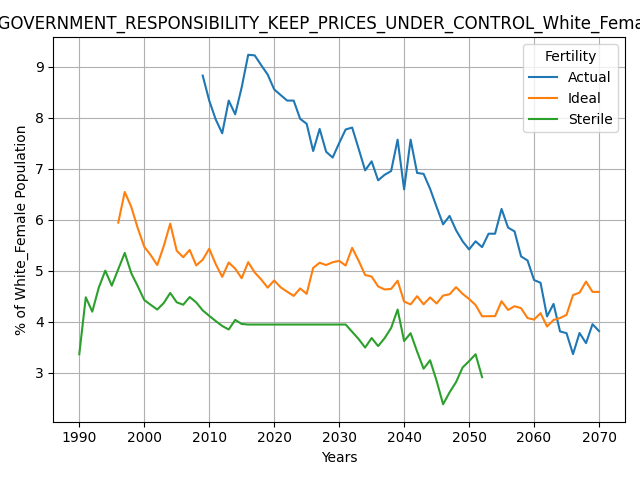 GOVERNMENT_RESPONSIBILITY_KEEP_PRICES_UNDER_CONTROL_White_Fema
Fertility
Actual
Ideal
Sterile
% of White_Female Population
9
8
7
6
5
4
3
1990 2000 2010 2020 2030 2040 2050 2060 2070
Years